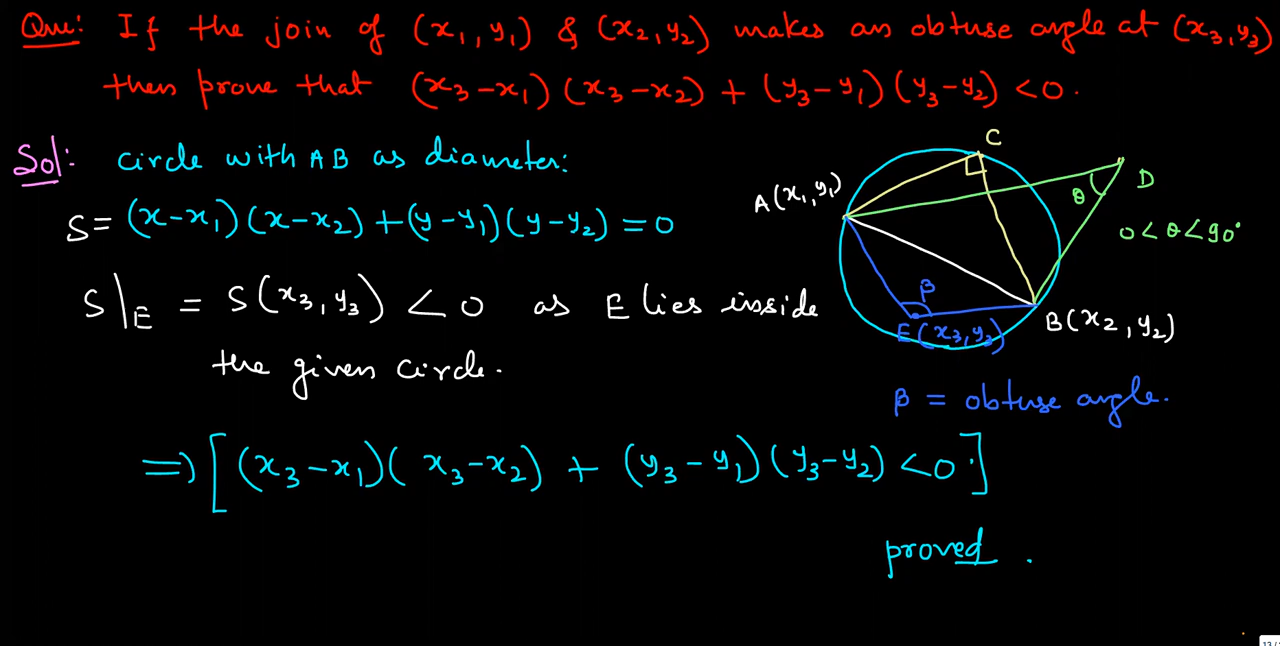 Que: If the join of (x₁, y₁) & (x₂, y₂) makes an obtuse angle at (x₃, y₃)
then prove that (x₃-x₁) (x₃-x₂) + (y₃-y₁) (y₃-y₂) < 0.
Sol: circle with AB as diameter:
S = (x-x₁)(x-x₂) + (y-y₁)(y-y₂) = 0
S|E = S(x₃, y₃) < 0 as E lies inside
the given circle.
C
A(x₁, y₁)
D
θ
0 < θ < 90°
β
E(x₃, y₃)
B(x₂, y₂)
β = obtuse angle.
=> [(x₃-x₁)(x₃-x₂) + (y₃-y₁)(y₃-y₂) < 0.]
proved.